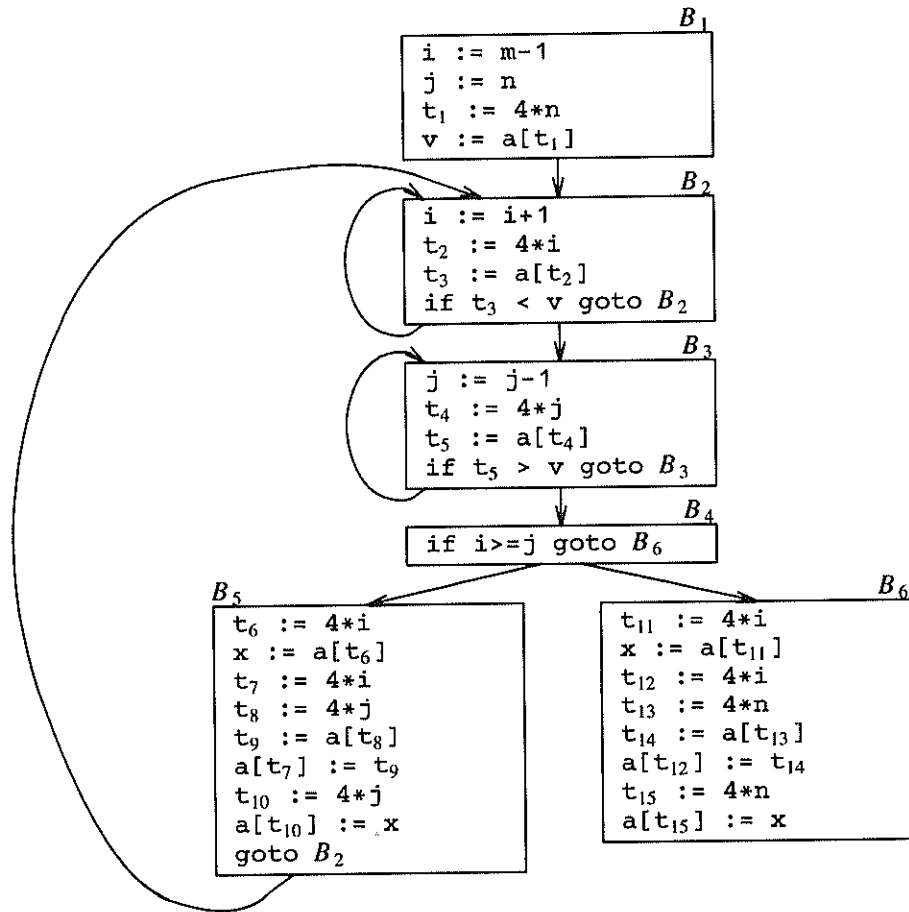 B₁
i := m-1
j := n
t₁ := 4*n
v := a[t₁]
B₂
i := i+1
t₂ := 4*i
t₃ := a[t₂]
if t₃ < v goto B₂
B₃
j := j-1
t₄ := 4*j
t₅ := a[t₄]
if t₅ > v goto B₃
B₄
if i>=j goto B₆
B₅
t₆ := 4*i
x := a[t₆]
t₇ := 4*i
t₈ := 4*j
t₉ := a[t₈]
a[t₇] := t₉
t₁₀ := 4*j
a[t₁₀] := x
goto B₂
B₆
t₁₁ := 4*i
x := a[t₁₁]
t₁₂ := 4*i
t₁₃ := 4*n
t₁₄ := a[t₁₃]
a[t₁₂] := t₁₄
t₁₅ := 4*n
a[t₁₅] := x